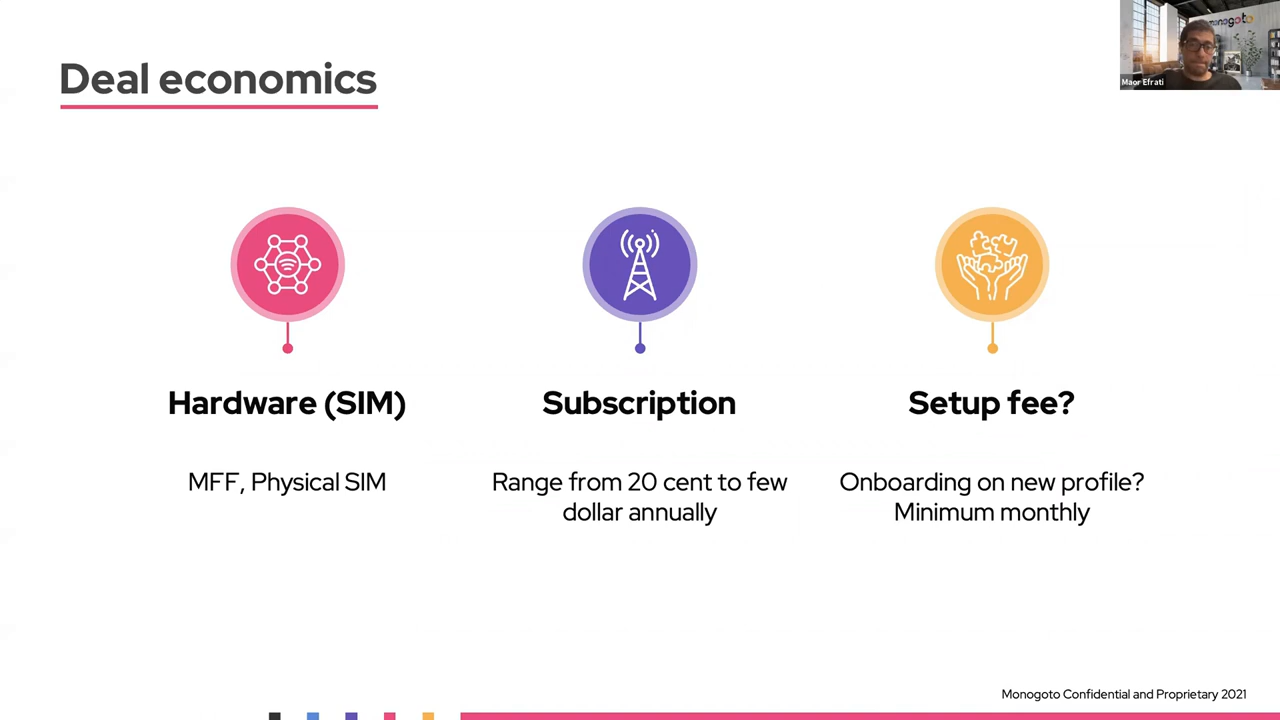 Deal economics
monogoto
Maor Efrati
Hardware (SIM)
MFF, Physical SIM
Subscription
Range from 20 cent to few
dollar annually
Setup fee?
Onboarding on new profile?
Minimum monthly
Monogoto Confidential and Proprietary 2021